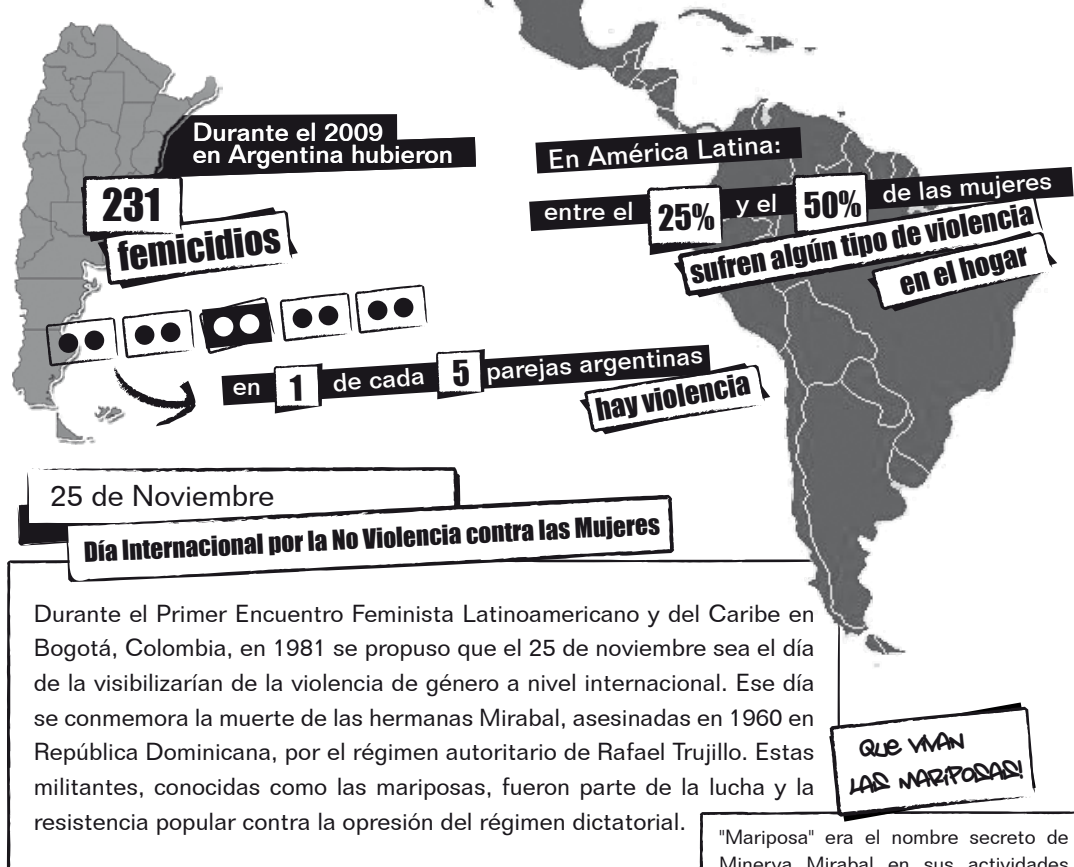 Durante el 2009
en Argentina hubieron
231
femicidios
En América Latina:
entre el 25% y el 50% de las mujeres
sufren algún tipo de violencia
en el hogar
en 1 de cada 5 parejas argentinas
hay violencia
25 de Noviembre
Día Internacional por la No Violencia contra las Mujeres
Durante el Primer Encuentro Feminista Latinoamericano y del Caribe en
Bogotá, Colombia, en 1981 se propuso que el 25 de noviembre sea el día
de la visibilizarían de la violencia de género a nivel internacional. Ese día
se conmemora la muerte de las hermanas Mirabal, asesinadas en 1960 en
República Dominicana, por el régimen autoritario de Rafael Trujillo. Estas
militantes, conocidas como las mariposas, fueron parte de la lucha y la
resistencia popular contra la opresión del régimen dictatorial.
QUE VIVAN
LAS MARIPOSAS!
"Mariposa" era el nombre secreto de
Minerva Mirabal en sus actividades